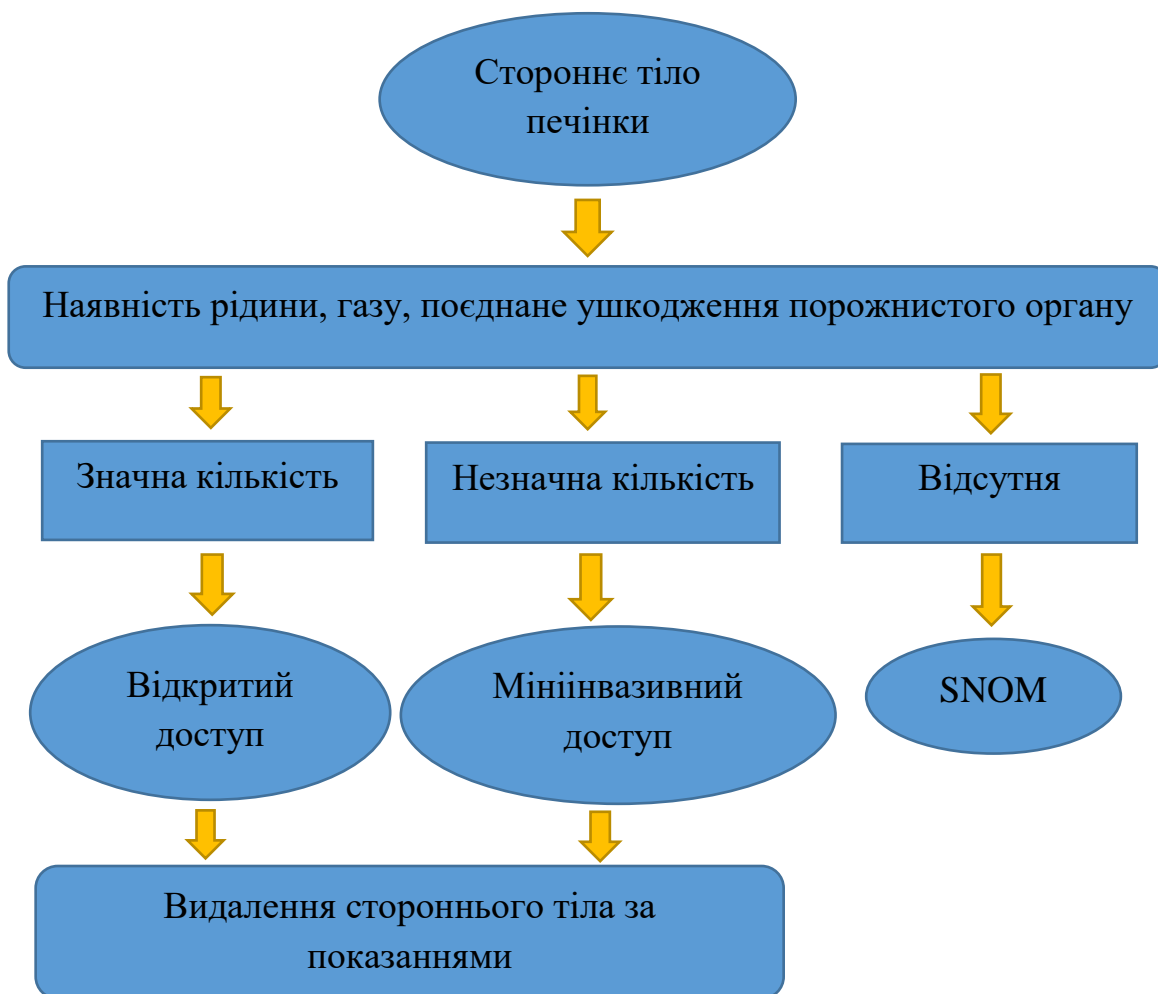 Стороннє тіло
печінки
Наявність рідини, газу, поєднане ушкодження порожнистого органу
Значна кількість
Незначна кількість
Відсутня
Відкритий
доступ
Мініінвазивний
доступ
SNOM
Видалення стороннього тіла за
показаннями